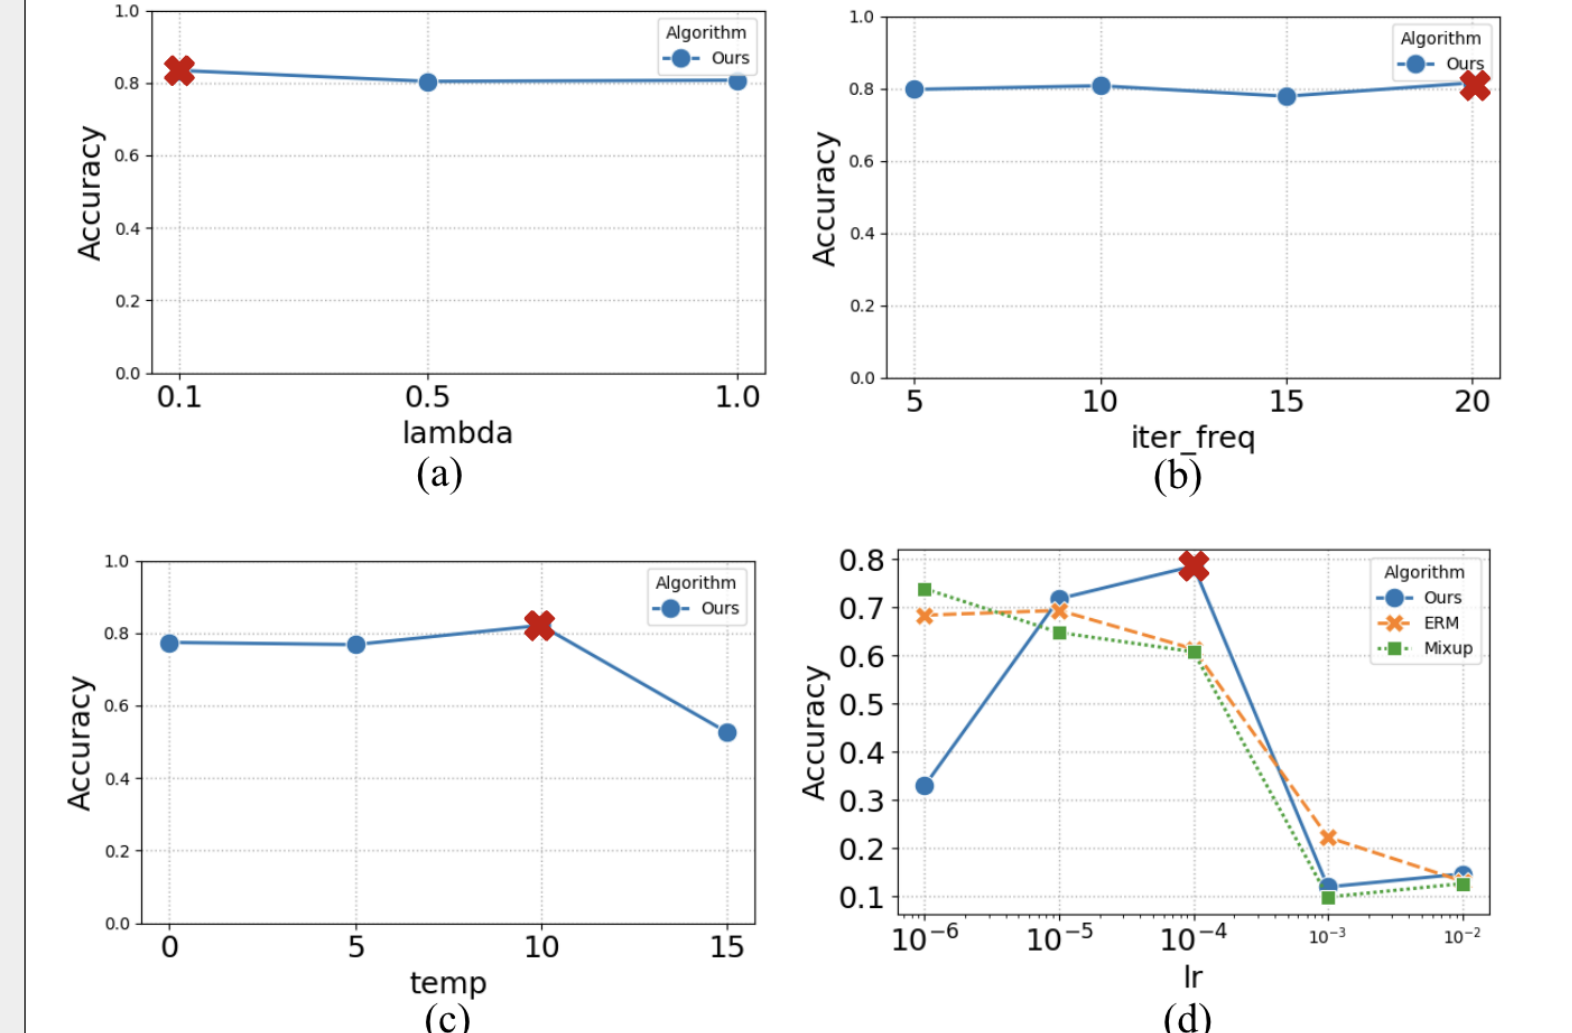 1.0
0.8
0.6
0.4
0.2
0.0
Accuracy
Algorithm
Ours
0.1 0.5 1.0
lambda
(a)
1.0
0.8
0.6
0.4
0.2
0.0
Accuracy
Algorithm
Ours
5 10 15 20
iter_freq
(b)
1.0
0.8
0.6
0.4
0.2
0.0
Accuracy
Algorithm
Ours
0 5 10 15
temp
(c)
0.8
0.7
0.6
0.5
0.4
0.3
0.2
0.1
Accuracy
Algorithm
Ours
ERM
Mixup
10⁻⁶ 10⁻⁵ 10⁻⁴ 10⁻³ 10⁻²
lr
(d)